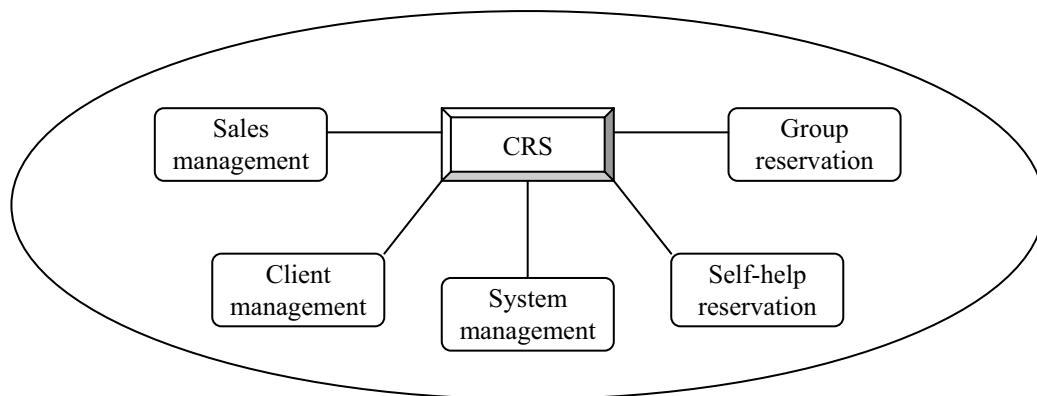 Sales
management
CRS
Group
reservation
Client
management
System
management
Self-help
reservation